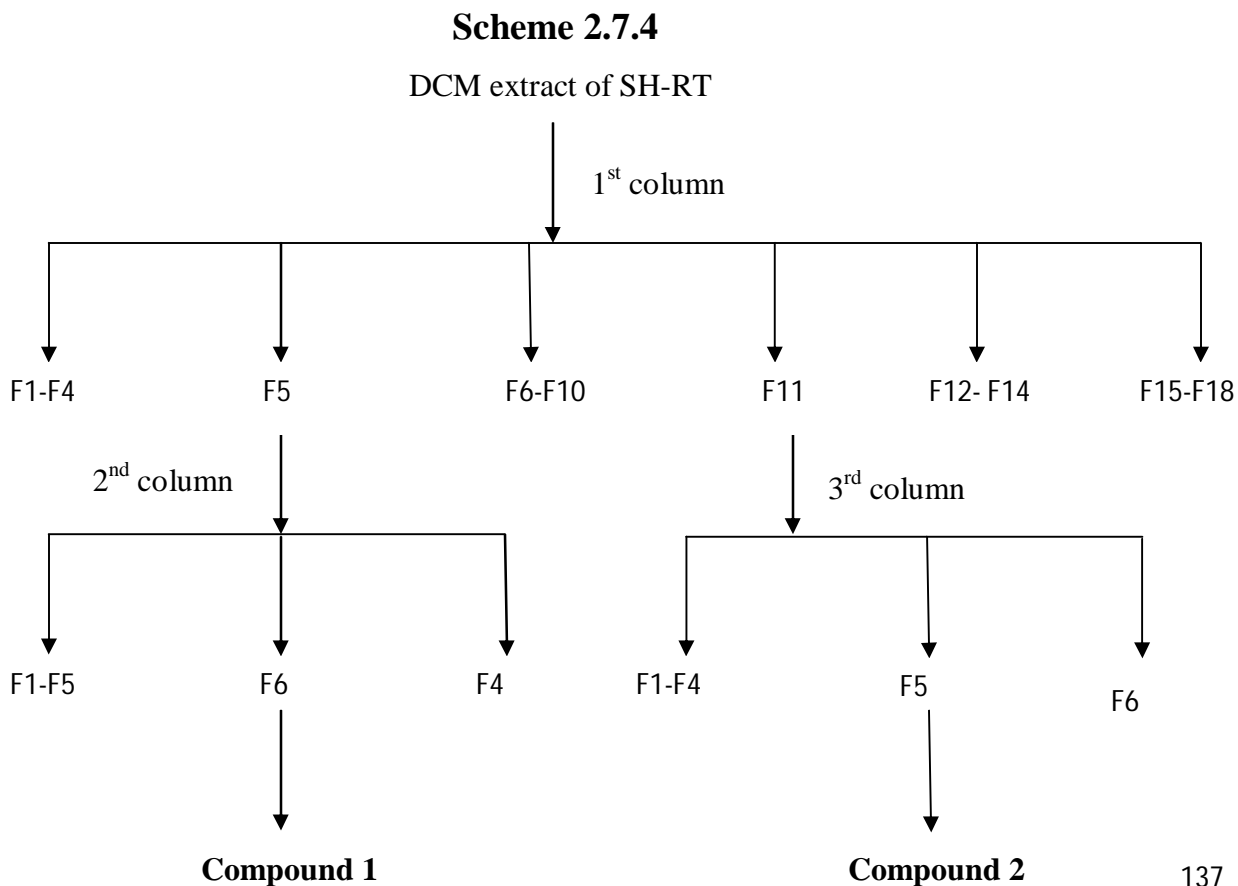 Scheme 2.7.4
DCM extract of SH-RT
1st column
F1-F4 F5 F6-F10 F11 F12- F14 F15-F18
2nd column 3rd column
F1-F5 F6 F4 F1-F4 F5 F6
Compound 1 Compound 2 137